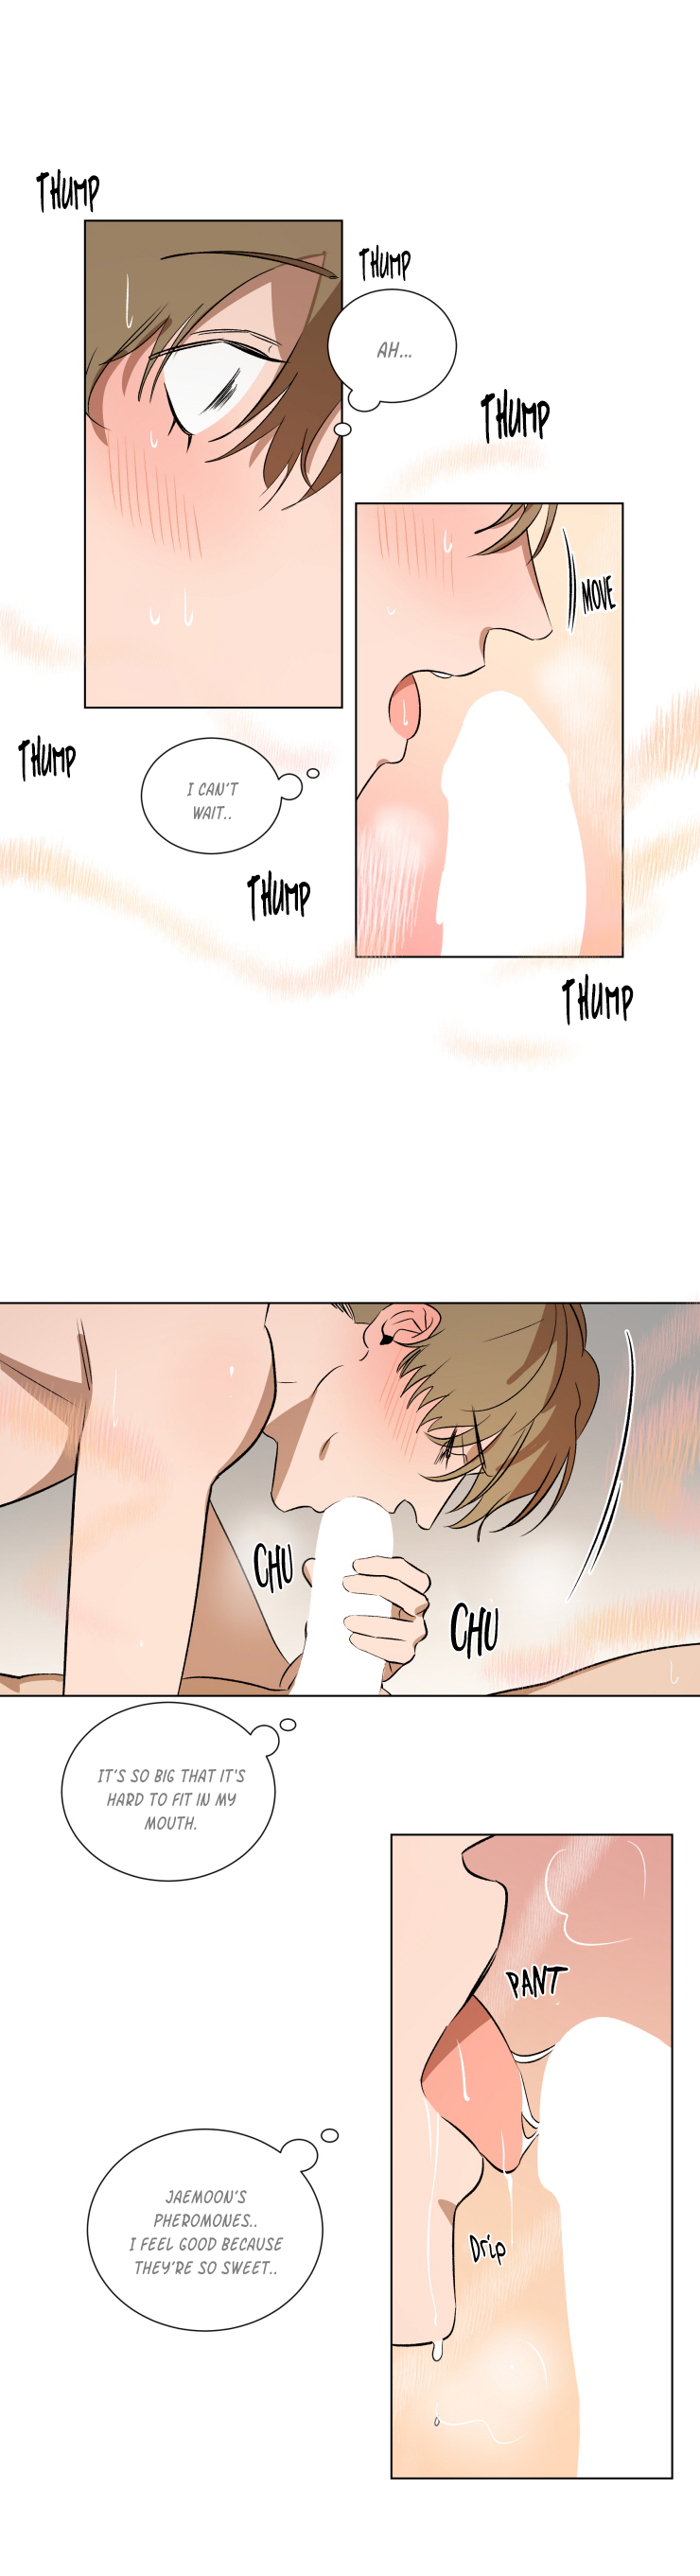 THUMP
THUMP
AH...
THUMP
MOVE
THUMP
I CAN'T
WAIT..
THUMP
THUMP
CHU
CHU
IT'S SO BIG THAT IT'S
HARD TO FIT IN MY
MOUTH.
PANT
JAEMOON'S
PHEROMONES..
I FEEL GOOD BECAUSE
THEY'RE SO SWEET..
Drip